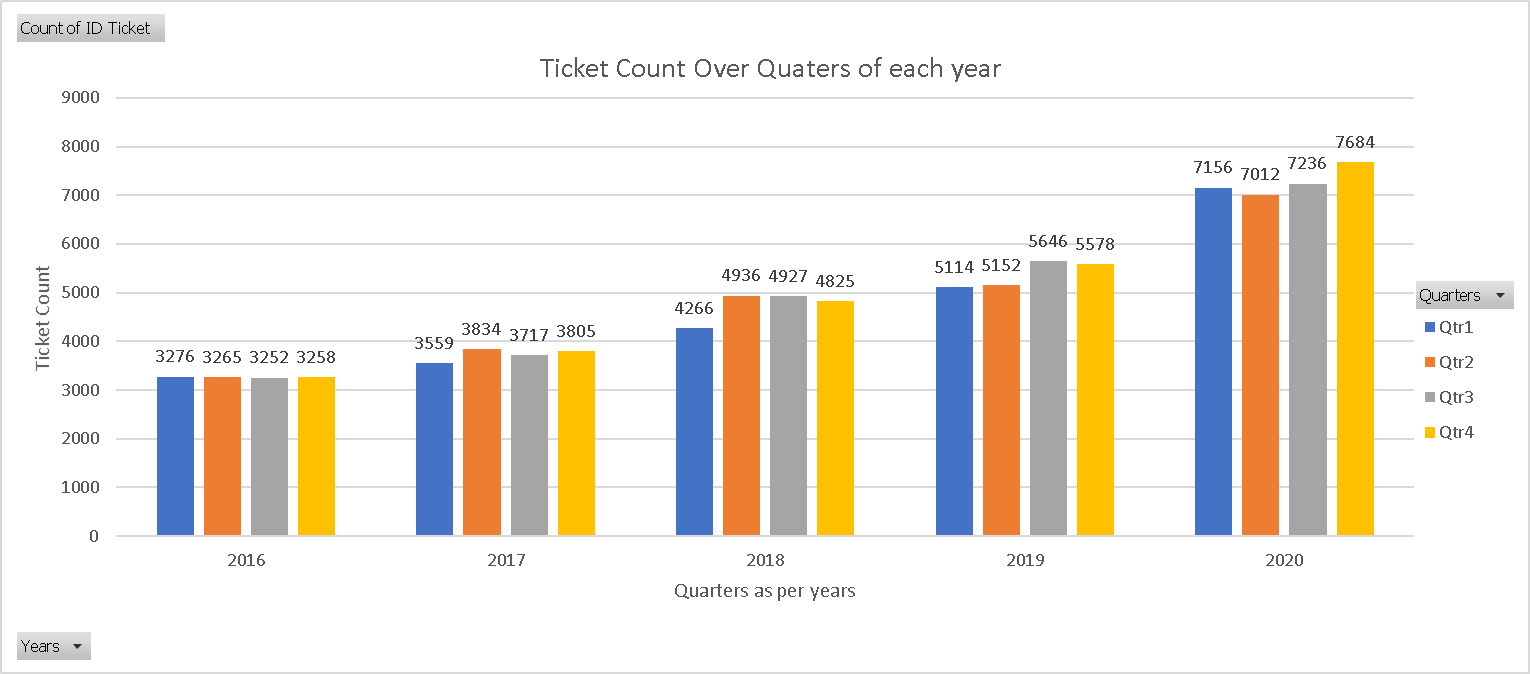 Count of ID Ticket
Ticket Count Over Quaters of each year
9000
8000
7000
6000
5000
4000
3000
2000
1000
0
Ticket Count
3276 3265 3252 3258
3559 3834 3717 3805
4266 4936 4927 4825
5114 5152 5646 5578
7156 7012 7236 7684
2016 2017 2018 2019 2020
Quarters as per years
Quarters
Qtr1
Qtr2
Qtr3
Qtr4
Years